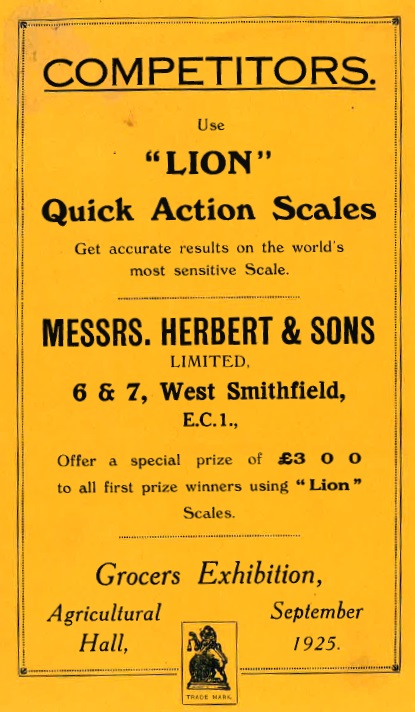 COMPETITORS.
Use
“LION”
Quick Action Scales
Get accurate results on the world's
most sensitive Scale.
MESSRS. HERBERT & SONS
LIMITED,
6 & 7, West Smithfield,
E.C.1.,
Offer a special prize of £3 0 0
to all first prize winners using “Lion”
Scales.
Grocers Exhibition,
Agricultural Hall,
September 1925.
TRADE MARK